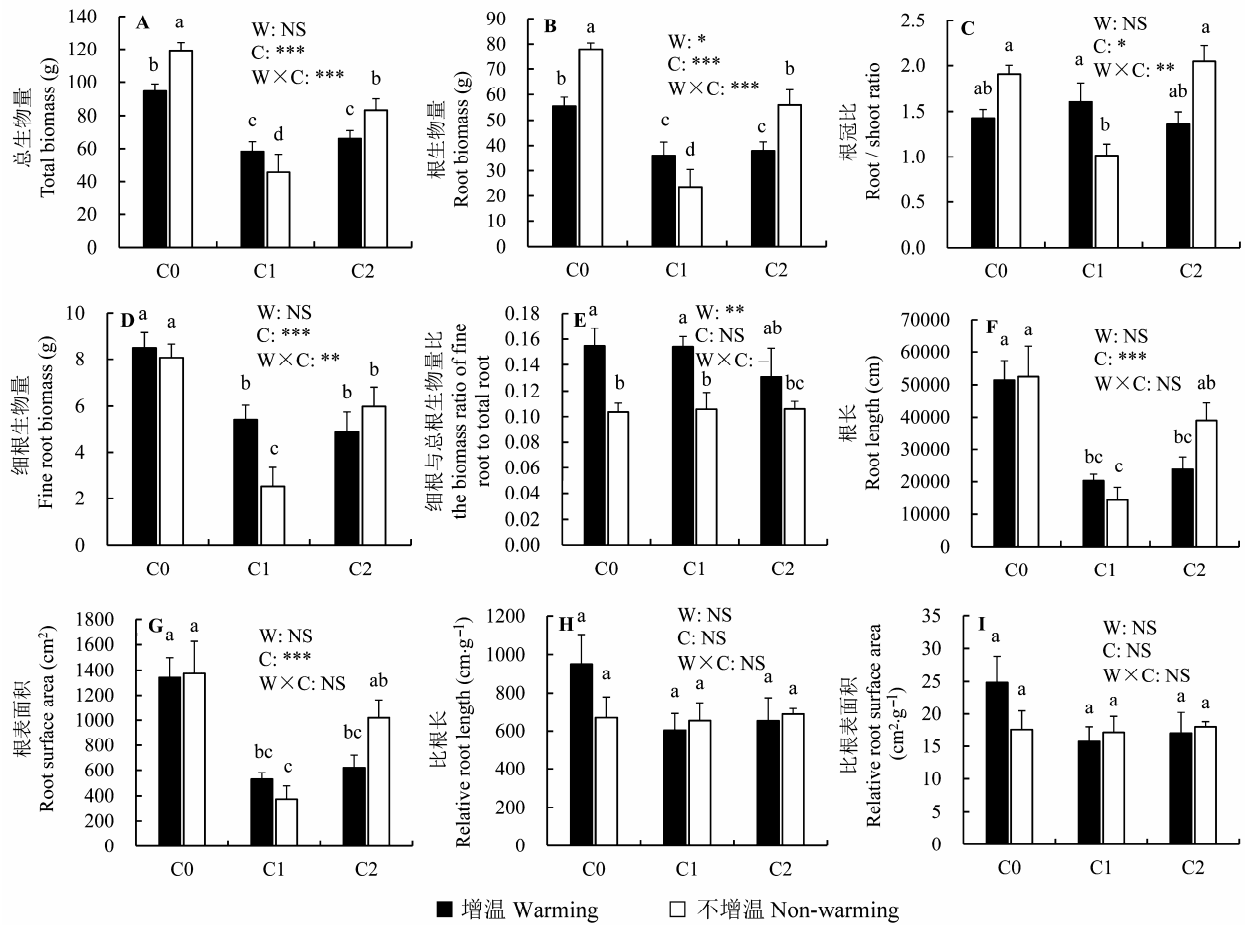 A
W: NS
C: ***
W×C: ***
总生物量
Total biomass (g)
140
120
100
80
60
40
20
0
b
a
c
d
c
b
C0
C1
C2
B
W: *
C: ***
W×C: ***
根生物量
Root biomass (g)
90
80
70
60
50
40
30
20
10
0
b
a
c
d
c
b
C0
C1
C2
C
W: NS
C: *
W×C: **
根冠比
Root / shoot ratio
2.5
2.0
1.5
1.0
0.5
0.0
ab
a
a
b
ab
a
C0
C1
C2
D
W: NS
C: ***
W×C: **
细根生物量
Fine root biomass (g)
10
8
6
4
2
0
a
a
b
c
b
b
C0
C1
C2
E
W: **
C: NS
W×C:
细根与总根生物量比
the biomass ratio of fine
root to total root
0.18
0.16
0.14
0.12
0.10
0.08
0.06
0.04
0.02
0.00
a
b
a
b
ab
bc
C0
C1
C2
F
W: NS
C: ***
W×C: NS
根长
Root length (cm)
70000
60000
50000
40000
30000
20000
10000
0
a
a
bc
c
bc
ab
C0
C1
C2
G
W: NS
C: ***
W×C: NS
根表面积
Root surface area (cm²)
1800
1600
1400
1200
1000
800
600
400
200
0
a
a
bc
c
bc
ab
C0
C1
C2
H
W: NS
C: NS
W×C: NS
比根长
Relative root length (cm·g⁻¹)
1200
1000
800
600
400
200
0
a
a
a
a
a
a
C0
C1
C2
I
W: NS
C: NS
W×C: NS
比根表面积
Relative root surface area
(cm²·g⁻¹)
35
30
25
20
15
10
5
0
a
a
a
a
a
a
C0
C1
C2
增温 Warming
不增温 Non-warming